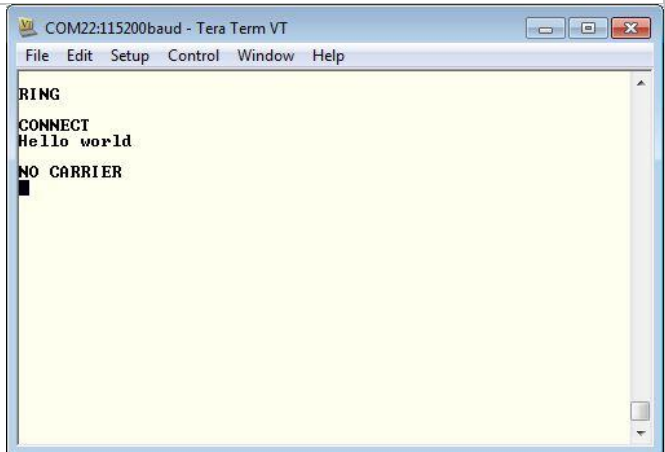 COM22:115200baud - Tera Term VT
File Edit Setup Control Window Help
RING
CONNECT
Hello world
NO CARRIER